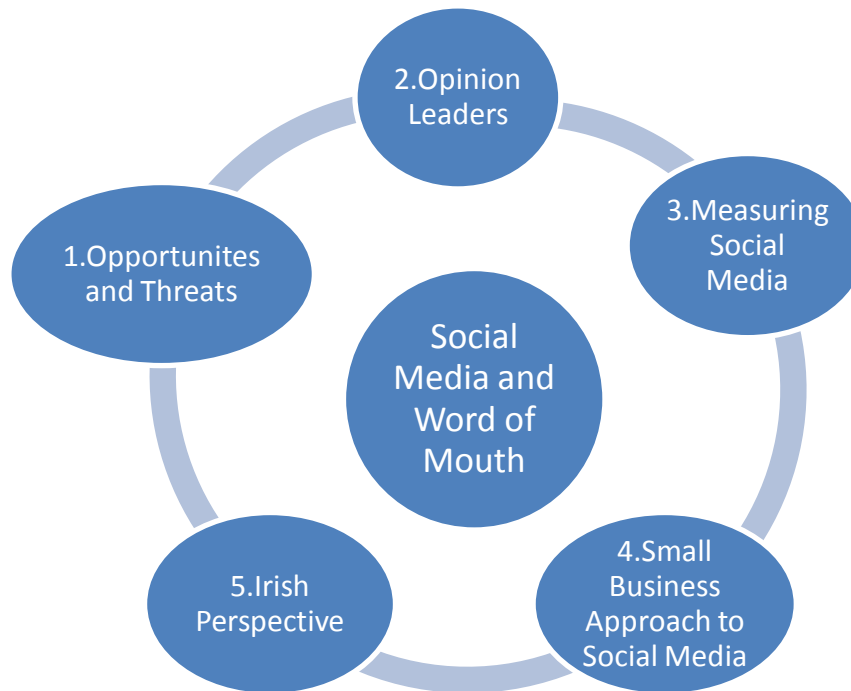 2.Opinion
Leaders
3.Measuring
Social
Media
1.Opportunites
and Threats
Social
Media and
Word of
Mouth
4.Small
Business
Approach to
Social Media
5.Irish
Perspective